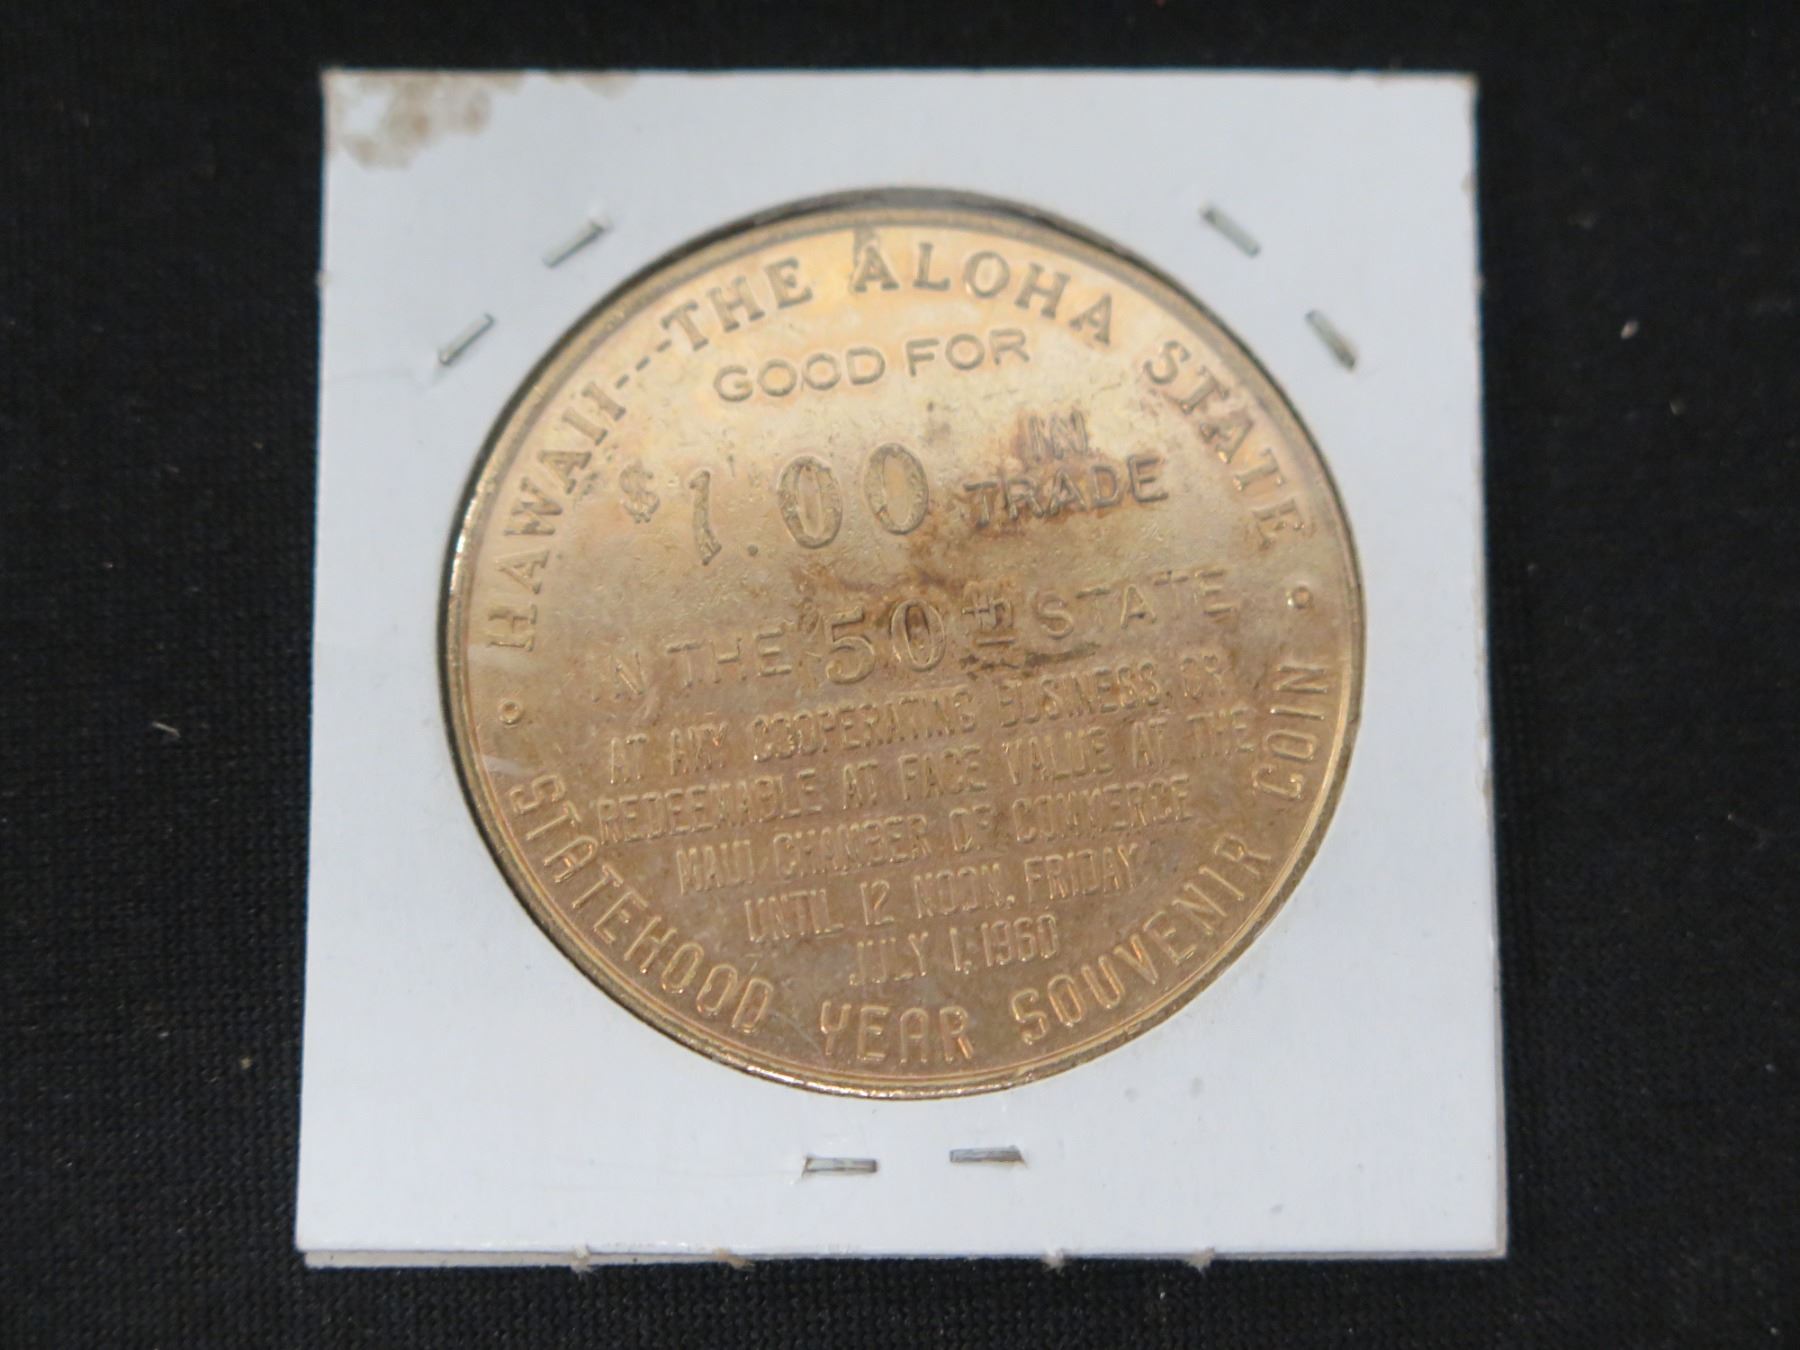 HAWAII---THE ALOHA STATE
GOOD FOR
$1.00 IN TRADE
IN THE 50th STATE
AT ANY COOPERATING BUSINESS, OR
REDEEMABLE AT FACE VALUE AT THE
MAUI CHAMBER OF COMMERCE
UNTIL 12 NOON, FRIDAY
JULY 1, 1960
STATEHOOD YEAR SOUVENIR COIN